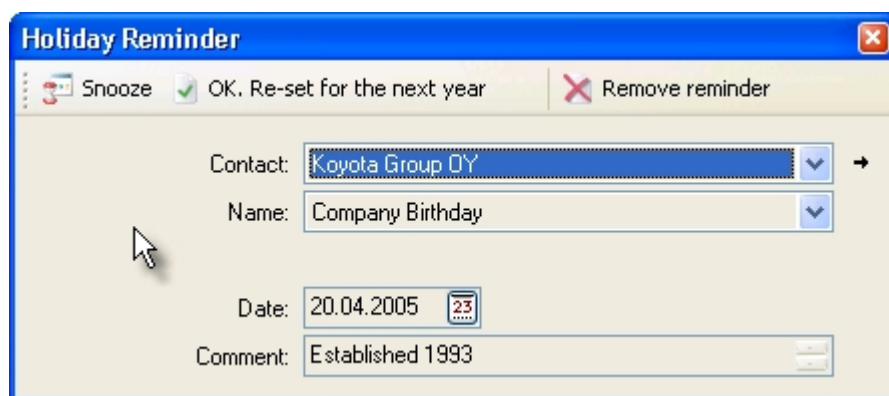 Holiday Reminder
Snooze OK. Re-set for the next year Remove reminder
Contact: Koyota Group OY
Name: Company Birthday
Date: 20.04.2005 23
Comment: Established 1993